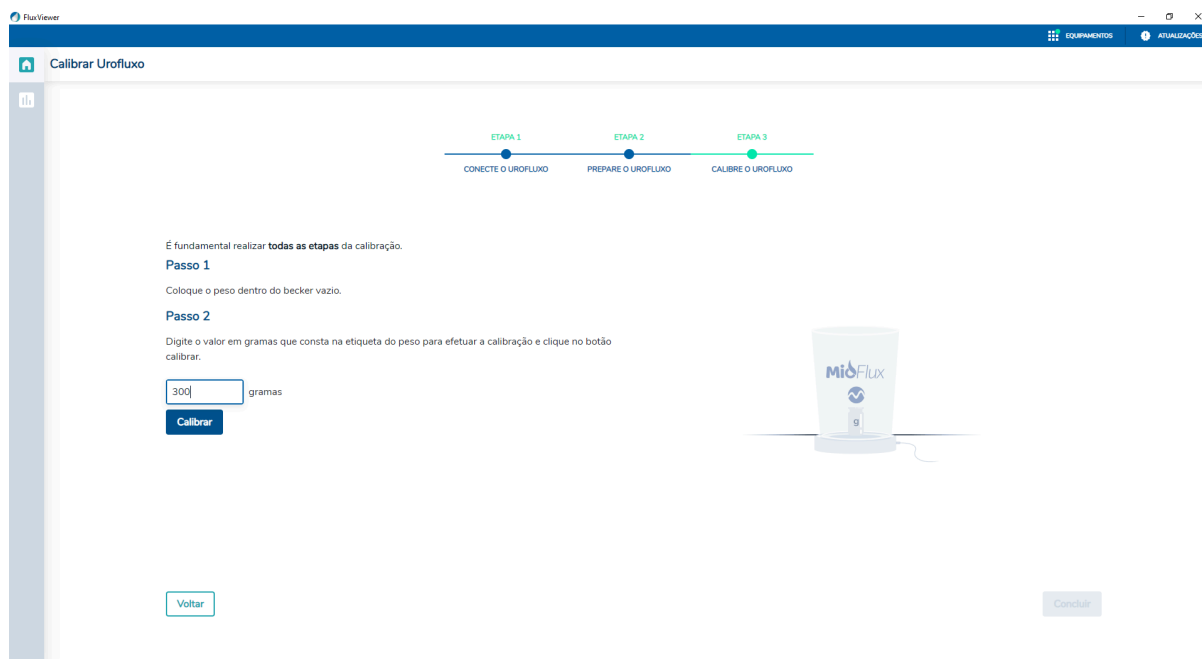 FluxViewer
EQUIPAMENTOS
ATUALIZAÇÕES
Calibrar Urofluxo
ETAPA 1
ETAPA 2
ETAPA 3
CONECTE O UROFLUXO
PREPARE O UROFLUXO
CALIBRE O UROFLUXO
É fundamental realizar todas as etapas da calibração.
Passo 1
Coloque o peso dentro do becker vazio.
Passo 2
Digite o valor em gramas que consta na etiqueta do peso para efetuar a calibração e clique no botão
calibrar.
300 gramas
Calibrar
MioFlux
g
Voltar
Concluir